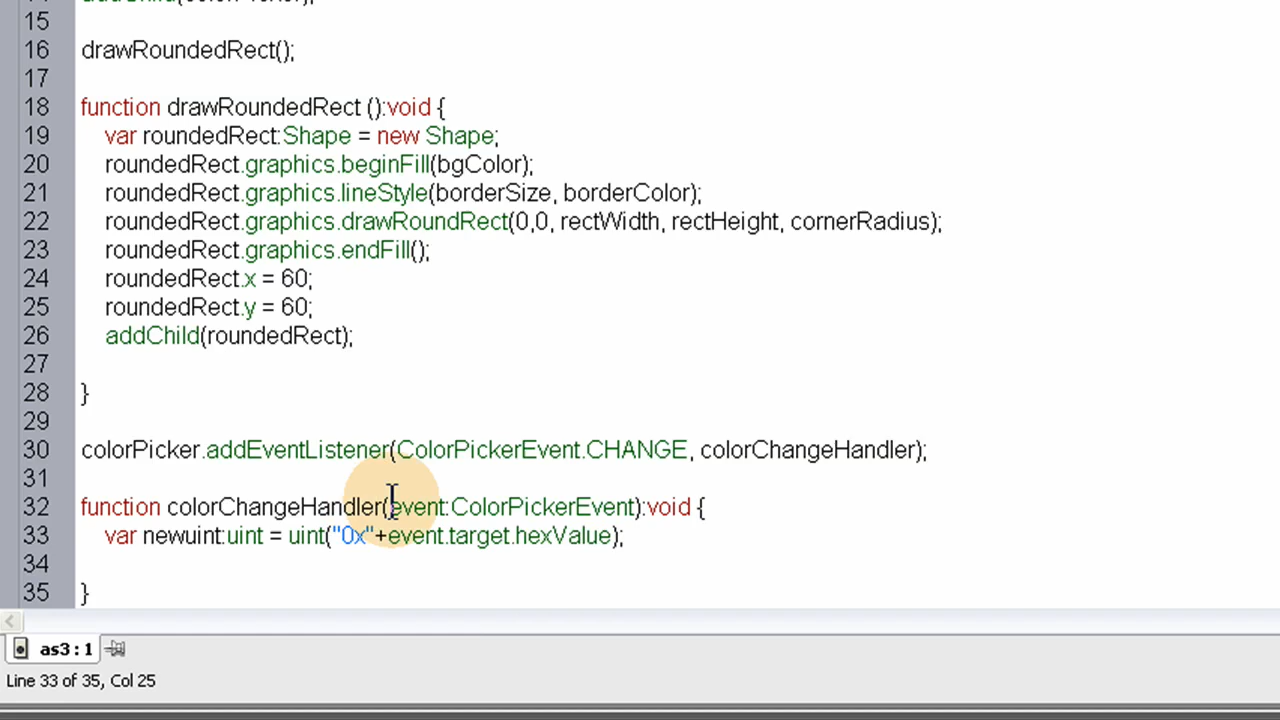 15
16 drawRoundedRect();
17
18 function drawRoundedRect ():void {
19 var roundedRect:Shape = new Shape;
20 roundedRect.graphics.beginFill(bgColor);
21 roundedRect.graphics.lineStyle(borderSize, borderColor);
22 roundedRect.graphics.drawRoundRect(0,0, rectWidth, rectHeight, cornerRadius);
23 roundedRect.graphics.endFill();
24 roundedRect.x = 60;
25 roundedRect.y = 60;
26 addChild(roundedRect);
27
28 }
29
30 colorPicker.addEventListener(ColorPickerEvent.CHANGE, colorChangeHandler);
31
32 function colorChangeHandler(event:ColorPickerEvent):void {
33 var newuint:uint = uint("0x"+event.target.hexValue);
34
35 }
as3 : 1
Line 33 of 35, Col 25